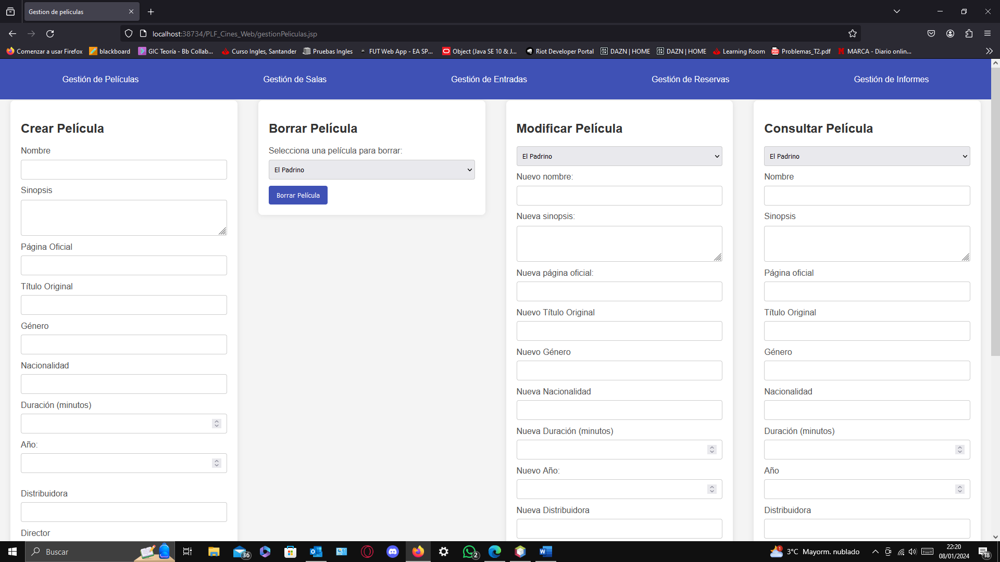 Gestion de peliculas
localhost:38734/PLF_Cines_Web/gestionPeliculas.jsp
Comenzar a usar Firefox
blackboard
GIC Teoría - Bb Collab...
Curso Ingles, Santander
Pruebas Ingles
FUT Web App - EA SP...
Object (Java SE 10 & J...
Riot Developer Portal
DAZN | HOME
DAZN | HOME
Learning Room
Problemas_T2.pdf
MARCA - Diario onlin...
Gestión de Películas
Gestión de Salas
Gestión de Entradas
Gestión de Reservas
Gestión de Informes
Crear Película
Nombre
Sinopsis
Página Oficial
Título Original
Género
Nacionalidad
Duración (minutos)
Año:
Distribuidora
Director
Borrar Película
Selecciona una película para borrar:
El Padrino
Borrar Película
Modificar Película
El Padrino
Nuevo nombre:
Nueva sinopsis:
Nueva página oficial:
Nuevo Título Original
Nuevo Género
Nueva Nacionalidad
Nueva Duración (minutos)
Nuevo Año:
Nueva Distribuidora
Consultar Película
El Padrino
Nombre
Sinopsis
Página oficial
Título Original
Género
Nacionalidad
Duración (minutos)
Año
Distribuidora
Buscar
36
2
1
3°C Mayorm. nublado
22:20
08/01/2024
18